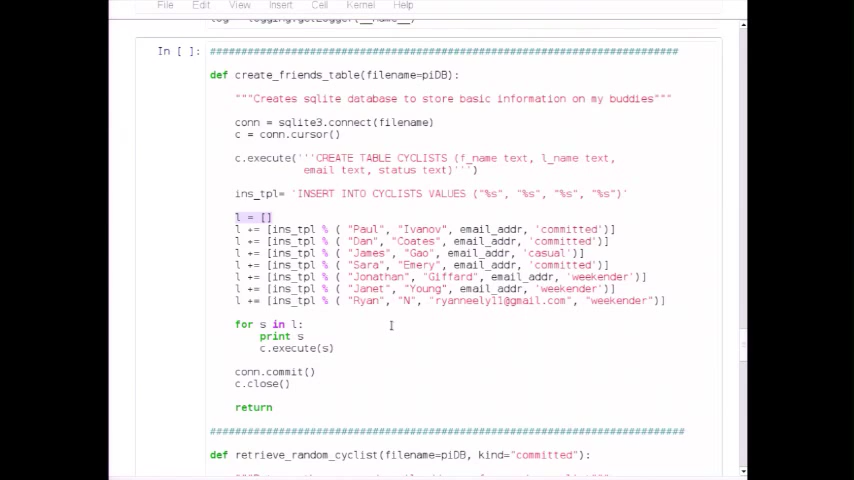 File Edit View Insert Cell Kernel Help
log = logging.getLogger(__name__)
In [ ]: ############################################################################
def create_friends_table(filename=piDB):
"""Creates sqlite database to store basic information on my buddies"""
conn = sqlite3.connect(filename)
c = conn.cursor()
c.execute('''CREATE TABLE CYCLISTS (f_name text, l_name text,
email text, status text)''')
ins_tpl= 'INSERT INTO CYCLISTS VALUES ("%s", "%s", "%s", "%s")'
l = []
l += [ins_tpl % ( "Paul", "Ivanov", email_addr, 'committed')]
l += [ins_tpl % ( "Dan", "Coates", email_addr, 'committed')]
l += [ins_tpl % ( "James", "Gao", email_addr, 'casual')]
l += [ins_tpl % ( "Sara", "Emery", email_addr, 'committed')]
l += [ins_tpl % ( "Jonathan", "Giffard", email_addr, 'weekender')]
l += [ins_tpl % ( "Janet", "Young", email_addr, 'weekender')]
l += [ins_tpl % ( "Ryan", "N", "ryanneely11@gmail.com", "weekender")]
for s in l:
print s
c.execute(s)
conn.commit()
c.close()
return
#############################################################################
def retrieve_random_cyclist(filename=piDB, kind="committed"):